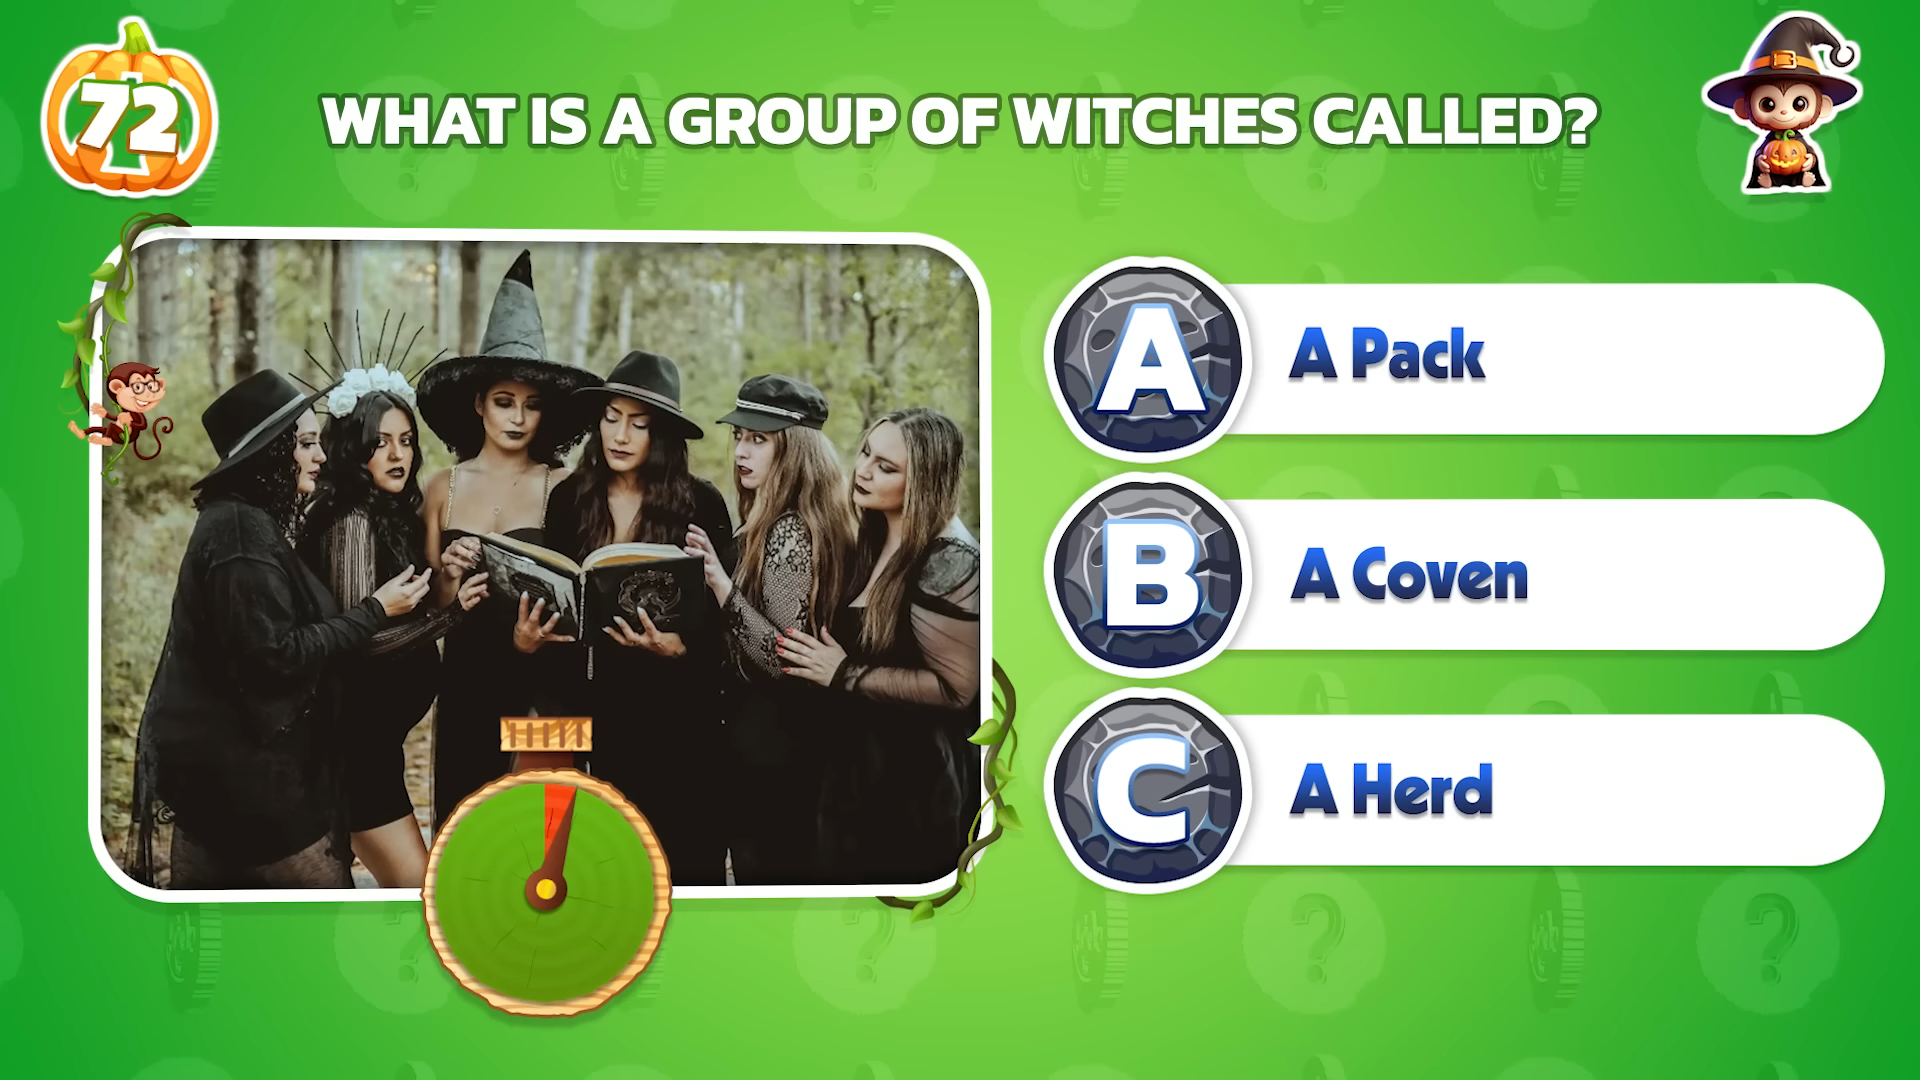 72
WHAT IS A GROUP OF WITCHES CALLED?
A
A Pack
B
A Coven
C
A Herd